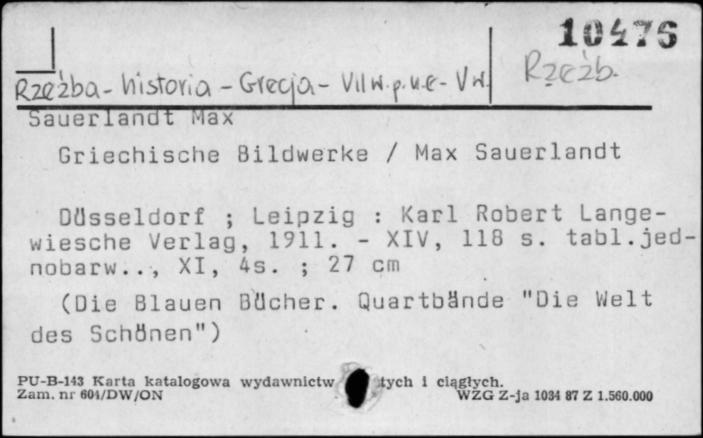 10476
Rzeźb.
Rzeźba - historia - Grecja - VII w. p.n.e - V w.
Sauerlandt Max
Griechische Bildwerke / Max Sauerlandt
Düsseldorf ; Leipzig : Karl Robert Lange-
wiesche Verlag, 1911. - XIV, 118 s. tabl.jed-
nobarw.., XI, 4s. ; 27 cm
(Die Blauen Bücher. Quartbände "Die Welt
des Schönen")
PU-B-143 Karta katalogowa wydawnictw tych i ciągłych.
Zam. nr 601/DW/ON WZG Z-ja 1034 87 Z 1.560.000